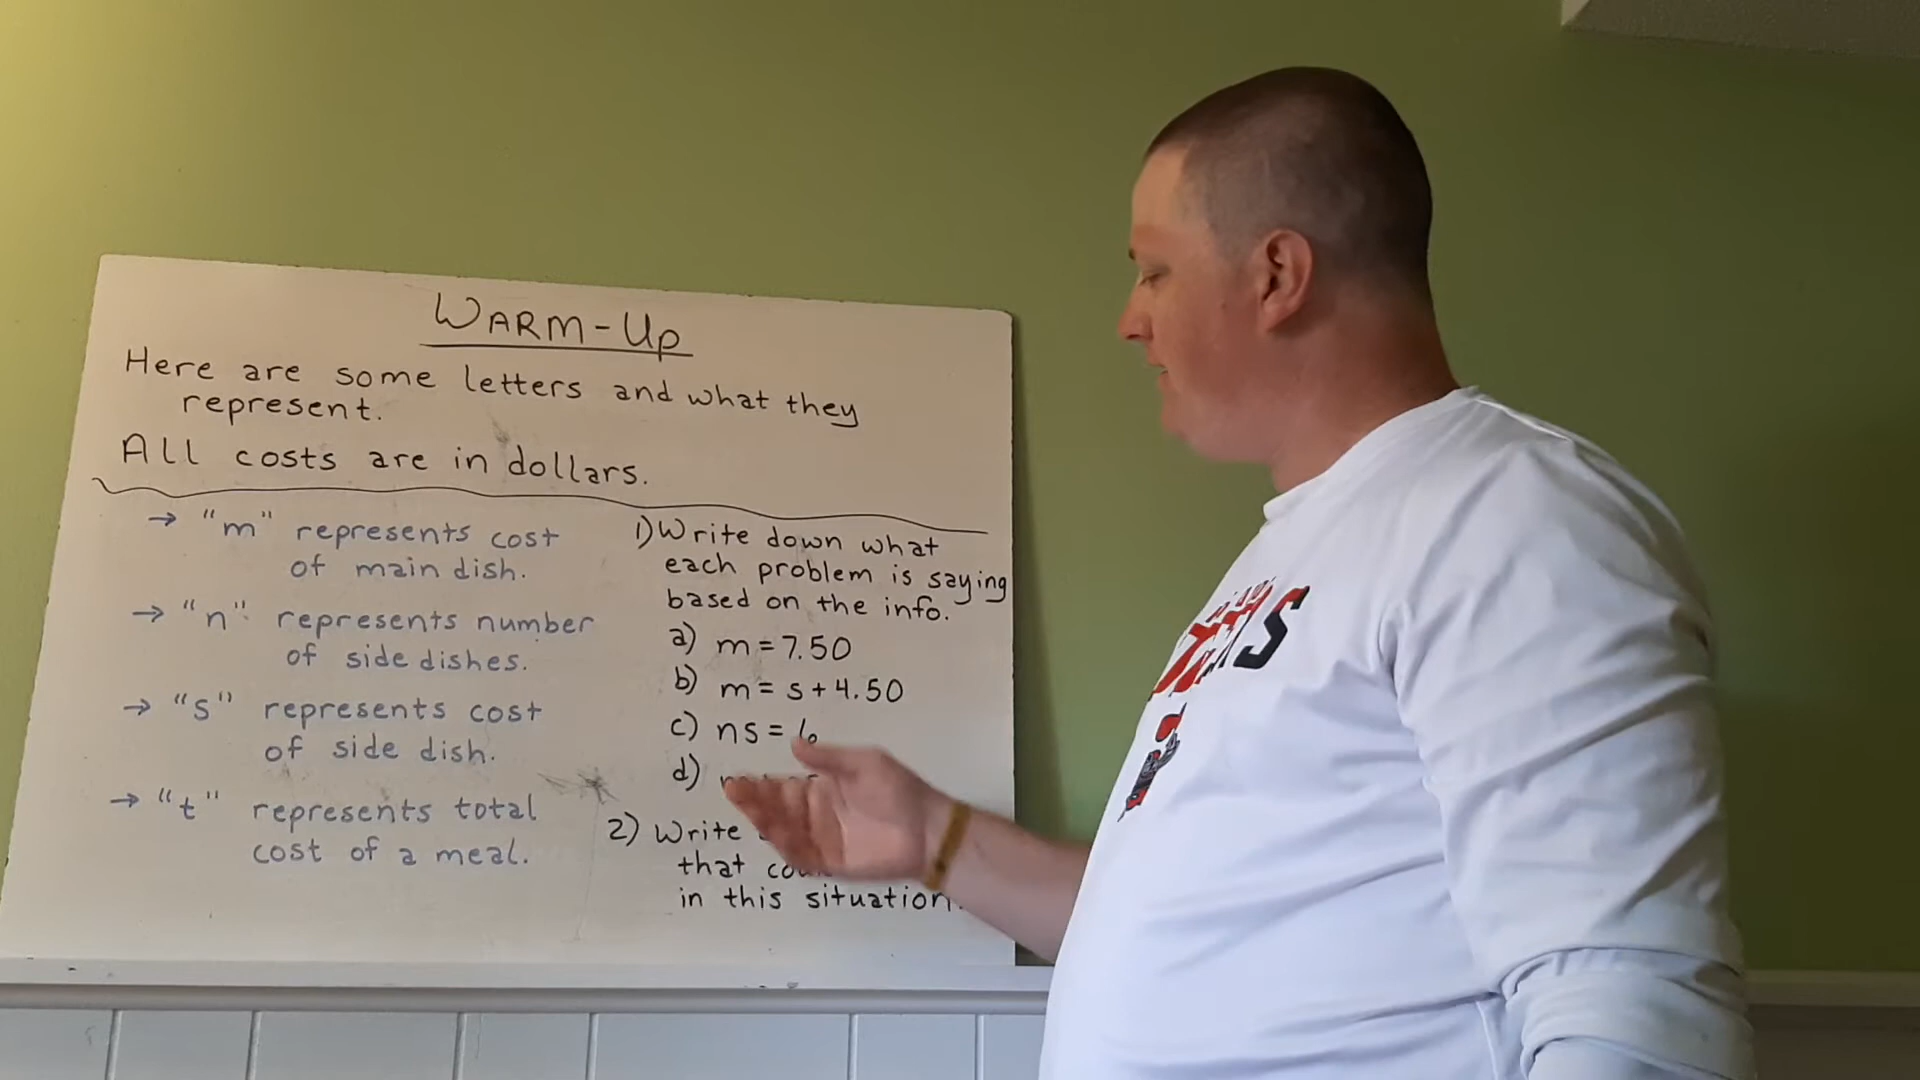 WARM-UP
Here are some letters and what they
represent.
All costs are in dollars.
→ "m" represents cost
of main dish.
→ "n" represents number
of side dishes.
→ "s" represents cost
of side dish.
→ "t" represents total
cost of a meal.
1) Write down what
each problem is saying
based on the info.
a) m = 7.50
b) m = s + 4.50
c) ns = 6
d)
2) Write
that
in this situation.